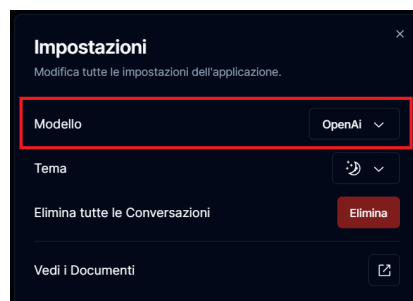 Impostazioni
Modifica tutte le impostazioni dell'applicazione.
Modello
OpenAi
Tema
Elimina tutte le Conversazioni
Elimina
Vedi i Documenti